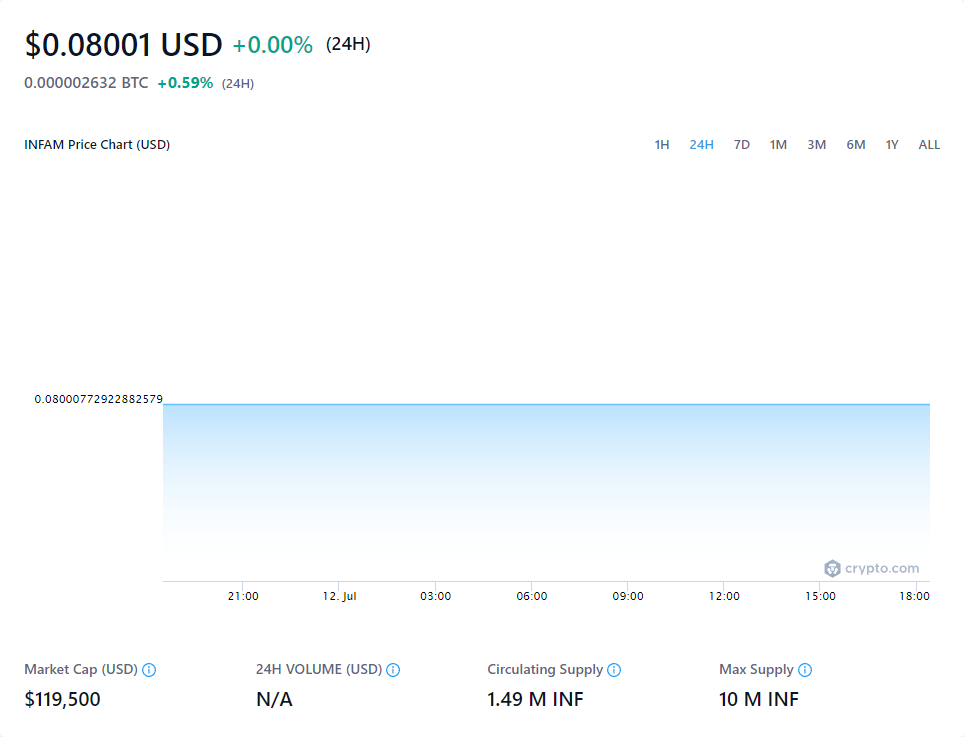 $0.08001 USD +0.00% (24H)
0.000002632 BTC +0.59% (24H)
INFAM Price Chart (USD) 1H 24H 7D 1M 3M 6M 1Y ALL
0.08000772922882579
crypto.com
21:00 12. Jul 03:00 06:00 09:00 12:00 15:00 18:00
Market Cap (USD) 24H VOLUME (USD) Circulating Supply Max Supply
$119,500 N/A 1.49 M INF 10 M INF